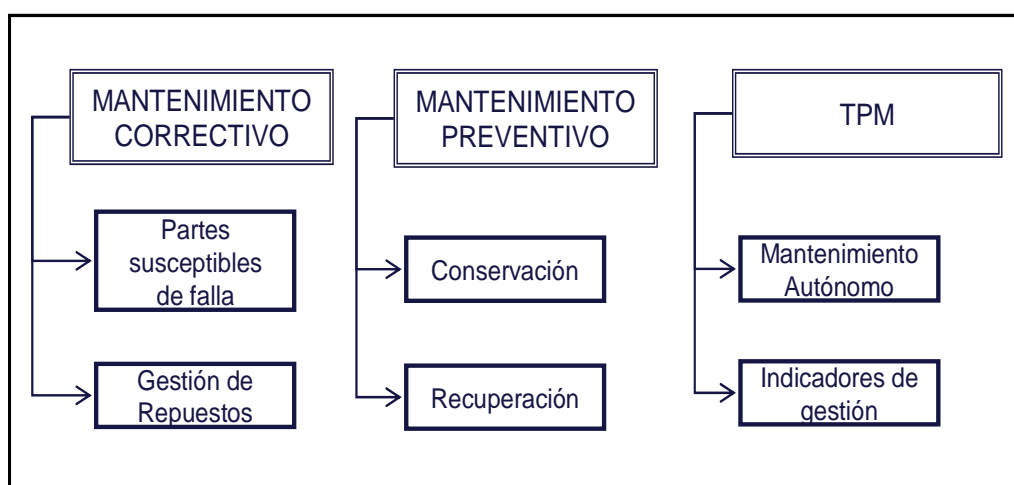 MANTENIMIENTO
CORRECTIVO
Partes
susceptibles
de falla
Gestión de
Repuestos
MANTENIMIENTO
PREVENTIVO
Conservación
Recuperación
TPM
Mantenimiento
Autónomo
Indicadores de
gestión